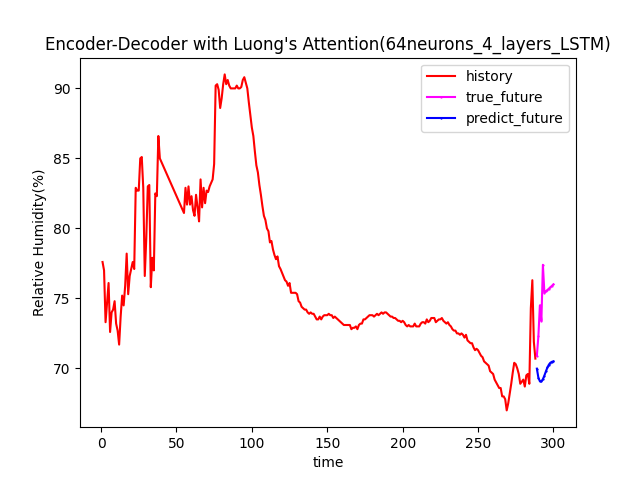 Encoder-Decoder with Luong's Attention(64neurons_4_layers_LSTM)
history
true_future
predict_future
Relative Humidity(%)
90
85
80
75
70
0 50 100 150 200 250 300
time